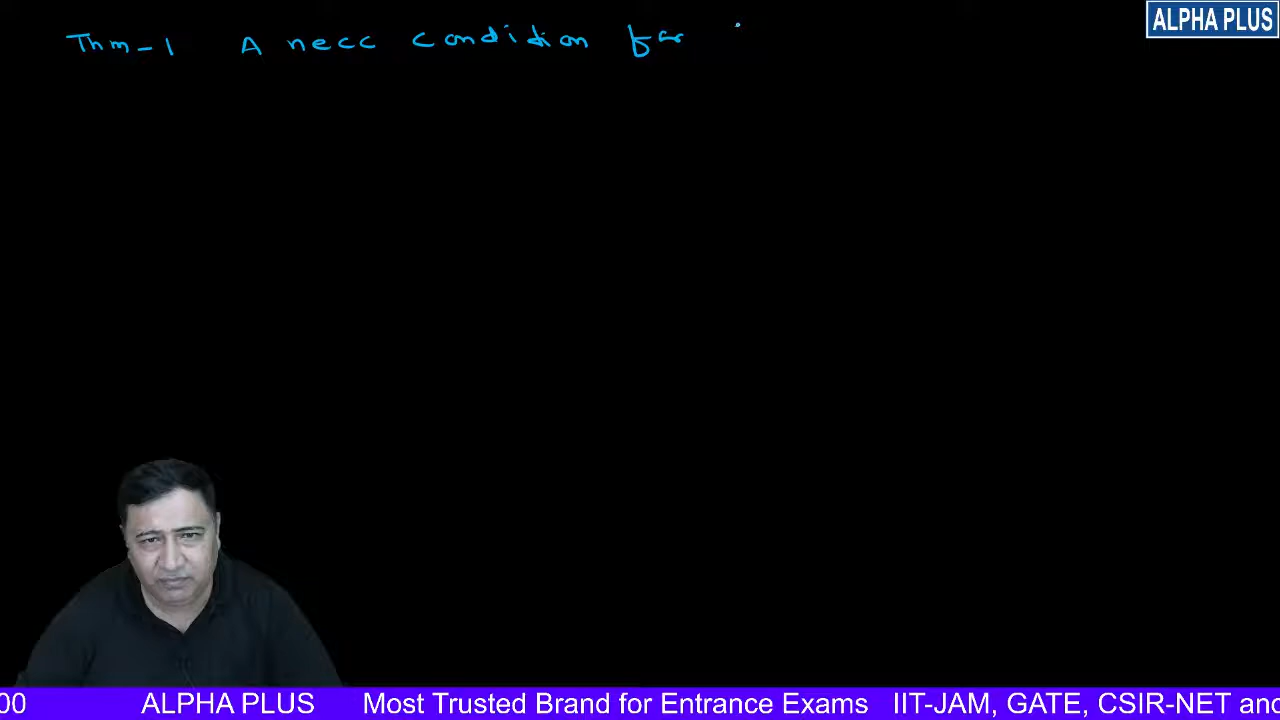 ALPHA PLUS
Thm-1 A necc condition for
00 ALPHA PLUS Most Trusted Brand for Entrance Exams IIT-JAM, GATE, CSIR-NET and